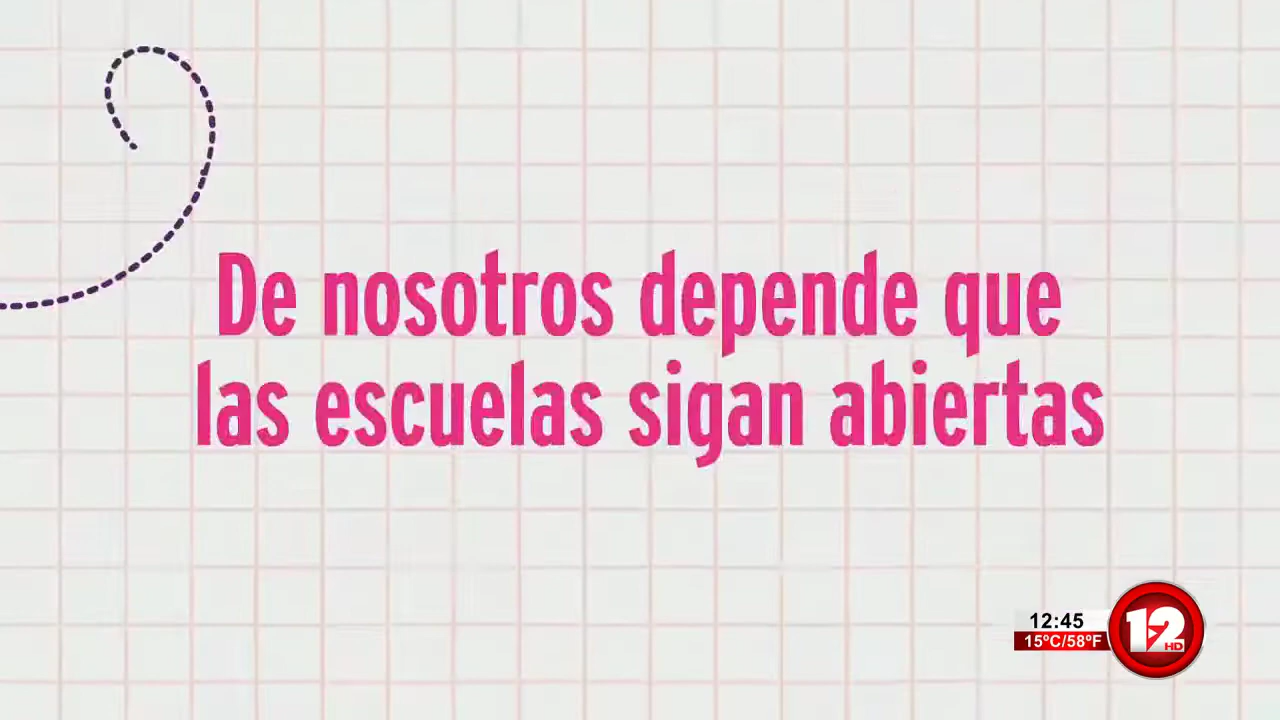 De nosotros depende que
las escuelas sigan abiertas
12:45
15°C/58°F
12
HD